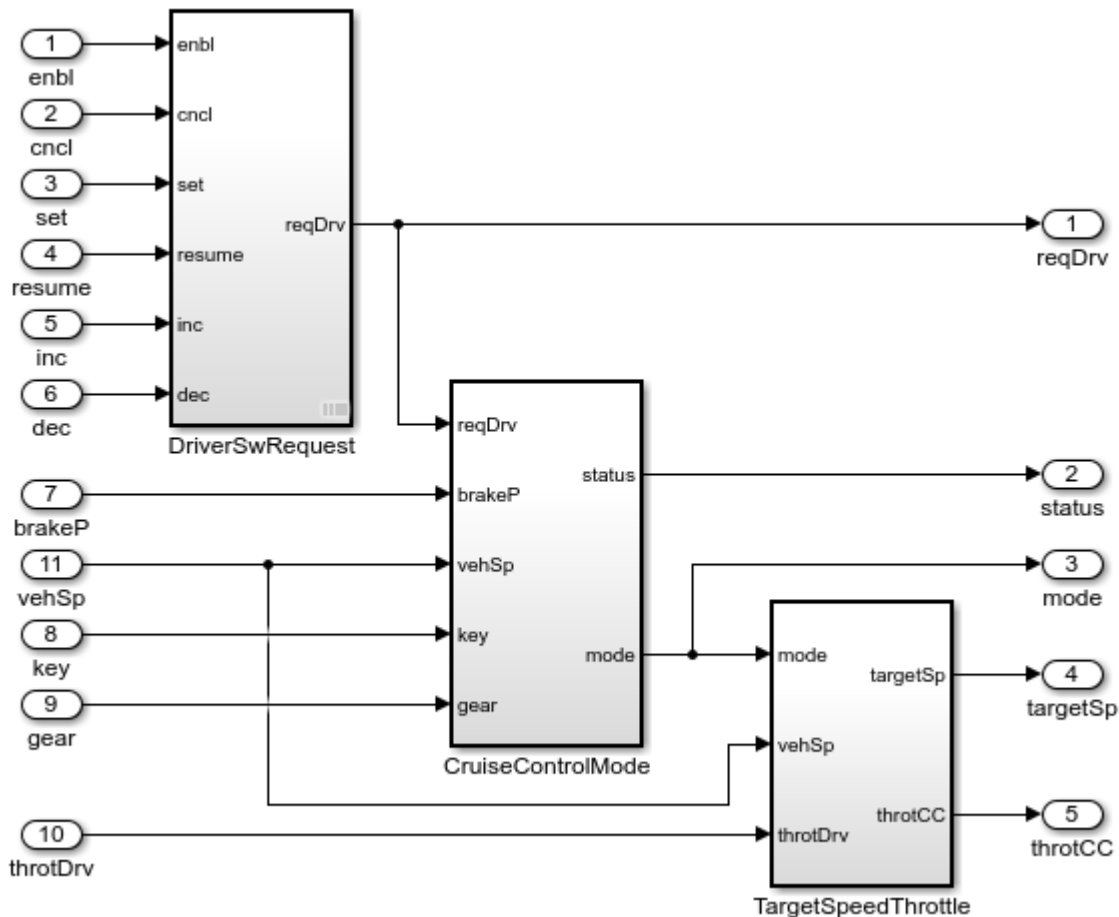 1
enbl
2
cncl
3
set
4
resume
5
inc
6
dec
enbl
cncl
set
resume
inc
dec
reqDrv
DriverSwRequest
1
reqDrv
7
brakeP
11
vehSp
8
key
9
gear
reqDrv
brakeP
vehSp
key
gear
status
mode
CruiseControlMode
2
status
3
mode
10
throtDrv
mode
vehSp
throtDrv
targetSp
throtCC
TargetSpeedThrottle
4
targetSp
5
throtCC